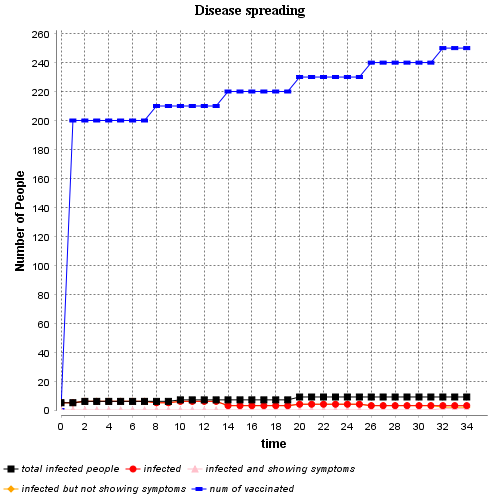 Disease spreading
Number of People
260
240
220
200
180
160
140
120
100
80
60
40
20
0
0 2 4 6 8 10 12 14 16 18 20 22 24 26 28 30 32 34
time
total infected people infected infected and showing symptoms
infected but not showing symptoms num of vaccinated